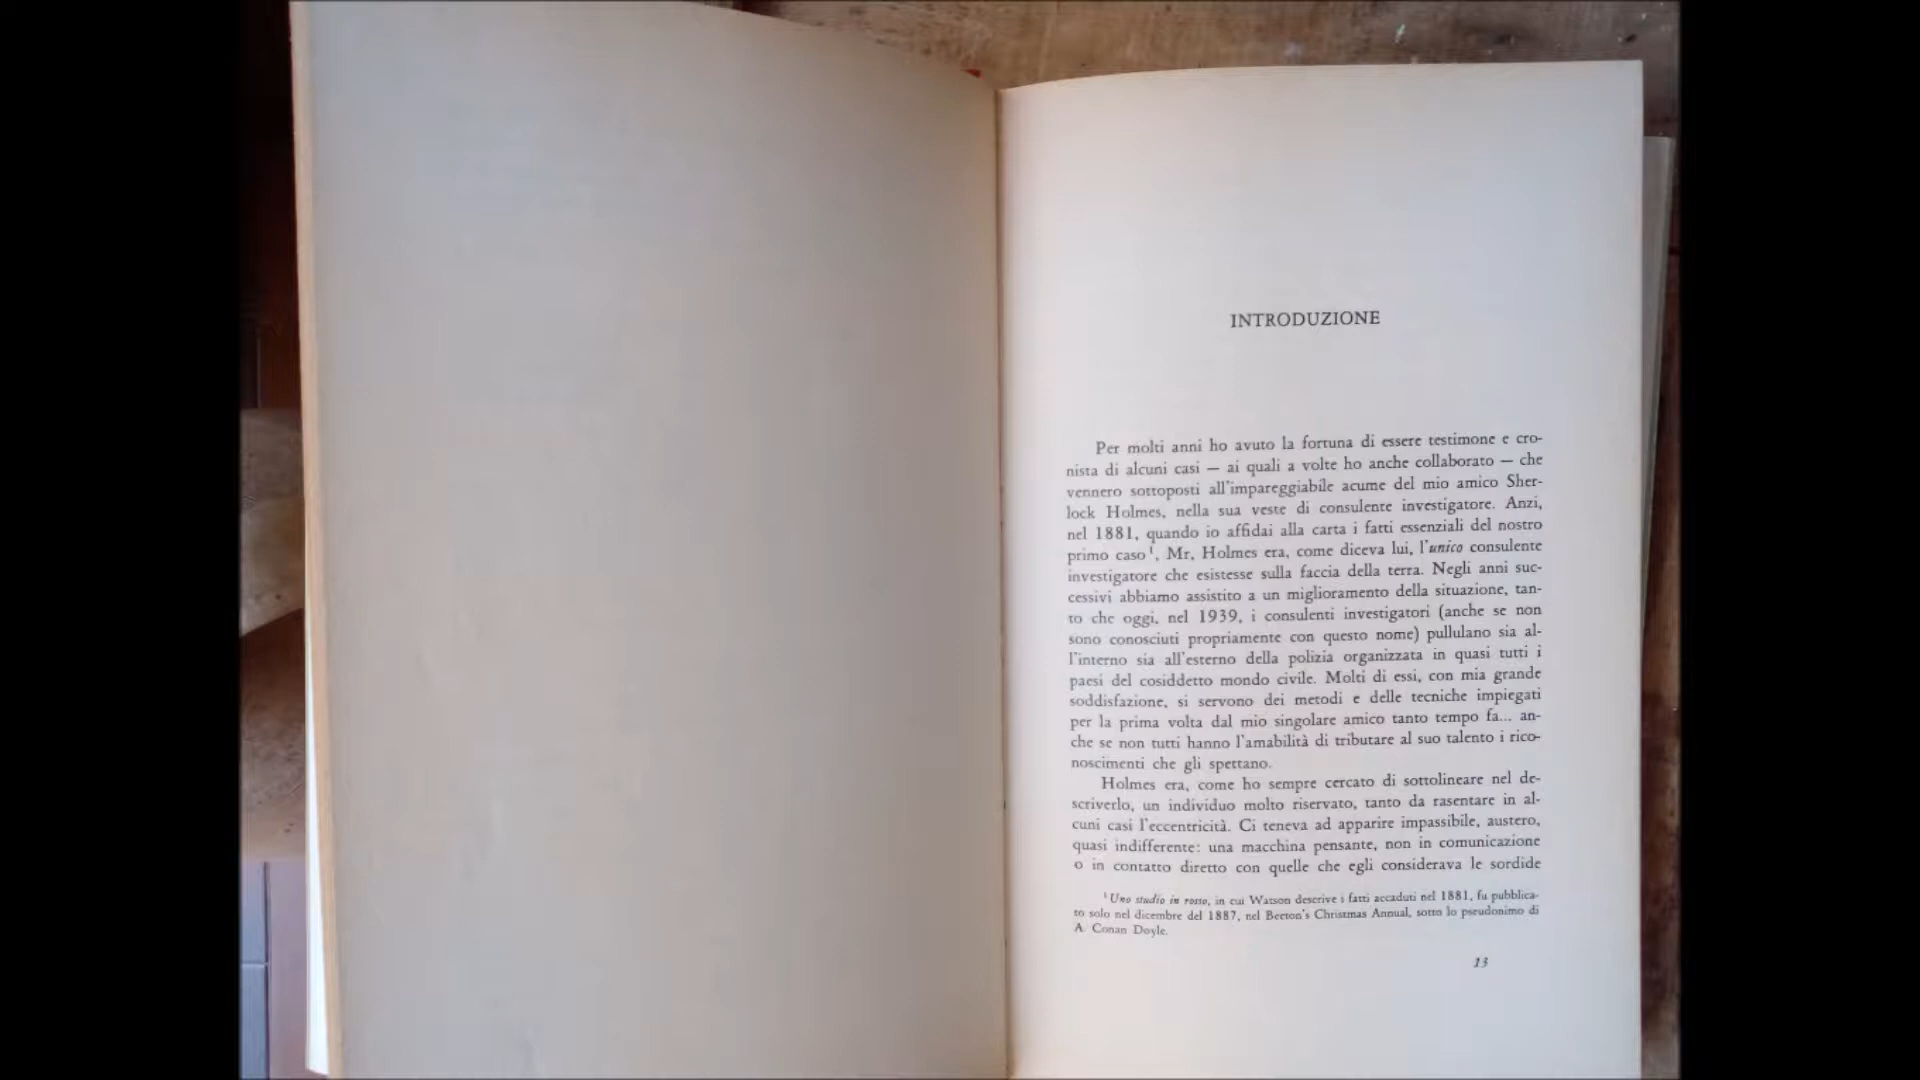 INTRODUZIONE
Per molti anni ho avuto la fortuna di essere testimone e cro-
nista di alcuni casi — ai quali a volte ho anche collaborato — che
vennero sottoposti all'impareggiabile acume del mio amico Sher-
lock Holmes, nella sua veste di consulente investigatore. Anzi,
nel 1881, quando io affidai alla carta i fatti essenziali del nostro
primo caso¹, Mr. Holmes era, come diceva lui, l'unico consulente
investigatore che esistesse sulla faccia della terra. Negli anni suc-
cessivi abbiamo assistito a un miglioramento della situazione, tan-
to che oggi, nel 1939, i consulenti investigatori (anche se non
sono conosciuti propriamente con questo nome) pullulano sia al-
l'interno sia all'esterno della polizia organizzata in quasi tutti i
paesi del cosiddetto mondo civile. Molti di essi, con mia grande
soddisfazione, si servono dei metodi e delle tecniche impiegati
per la prima volta dal mio singolare amico tanto tempo fa... an-
che se non tutti hanno l'amabilità di tributare al suo talento i rico-
noscimenti che gli spettano.
Holmes era, come ho sempre cercato di sottolineare nel de-
scriverlo, un individuo molto riservato, tanto da rasentare in al-
cuni casi l'eccentricità. Ci teneva ad apparire impassibile, austero,
quasi indifferente: una macchina pensante, non in comunicazione
o in contatto diretto con quelle che egli considerava le sordide
¹ Uno studio in rosso, in cui Watson descrive i fatti accaduti nel 1881, fu pubblica-
to solo nel dicembre del 1887, nel Beeton's Christmas Annual, sotto lo pseudonimo di
A. Conan Doyle.
13